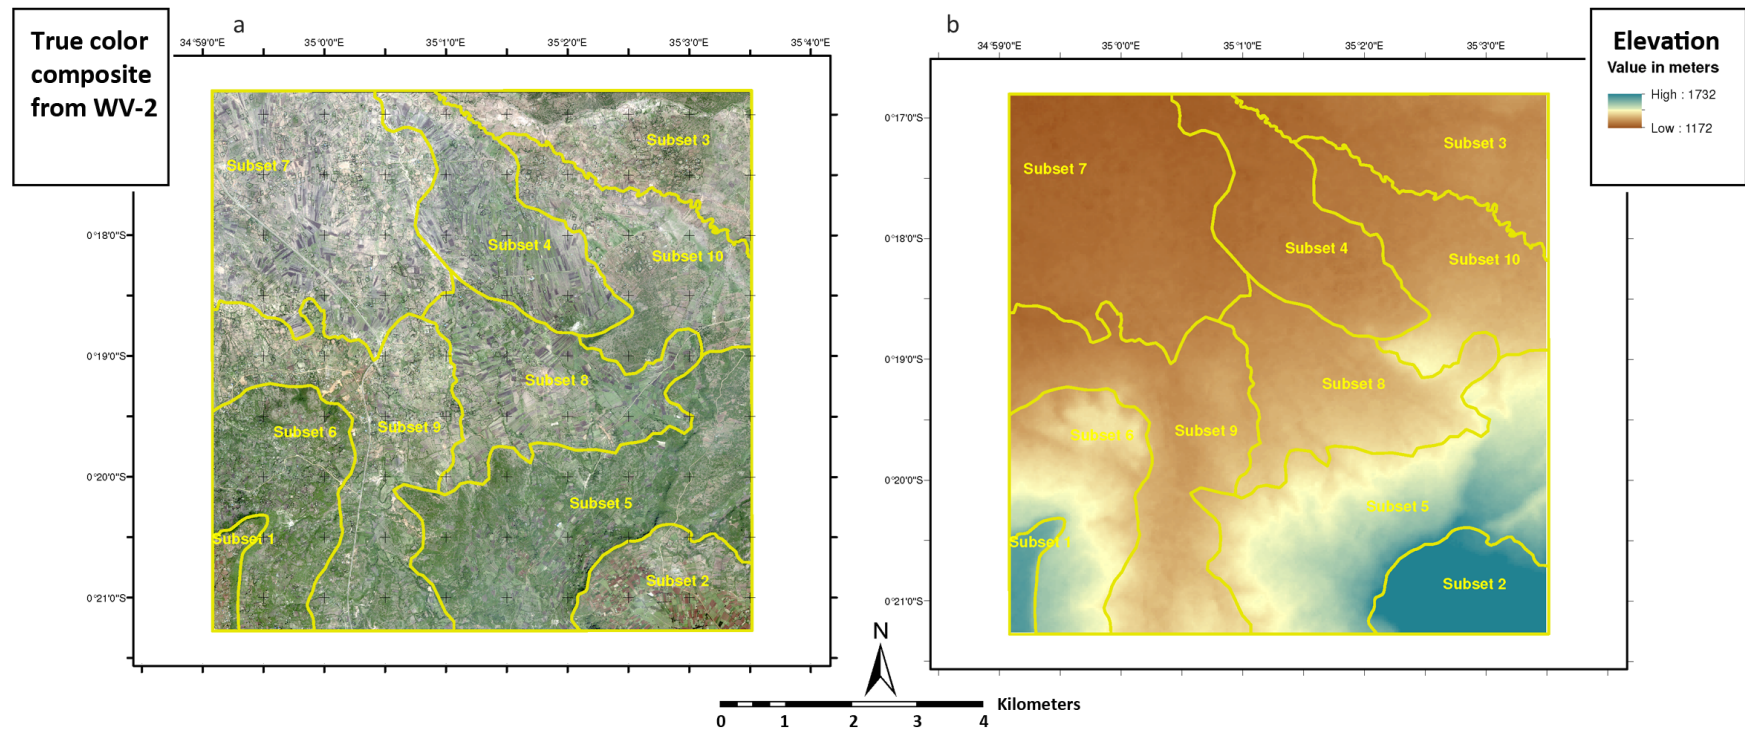 True color
composite
from WV-2
a
34°59'0"E 35°0'0"E 35°1'0"E 35°2'0"E 35°3'0"E 35°4'0"E
0°18'0"S
0°19'0"S
0°20'0"S
0°21'0"S
Subset 3
Subset 7
Subset 4
Subset 10
Subset 8
Subset 9
Subset 6
Subset 5
Subset 1
Subset 2
b
34°59'0"E 35°0'0"E 35°1'0"E 35°2'0"E 35°3'0"E
0°17'0"S
0°18'0"S
0°19'0"S
0°20'0"S
0°21'0"S
Subset 3
Subset 7
Subset 4
Subset 10
Subset 8
Subset 9
Subset 6
Subset 5
Subset 1
Subset 2
Elevation
Value in meters
High : 1732
Low : 1172
N
Kilometers
0 1 2 3 4